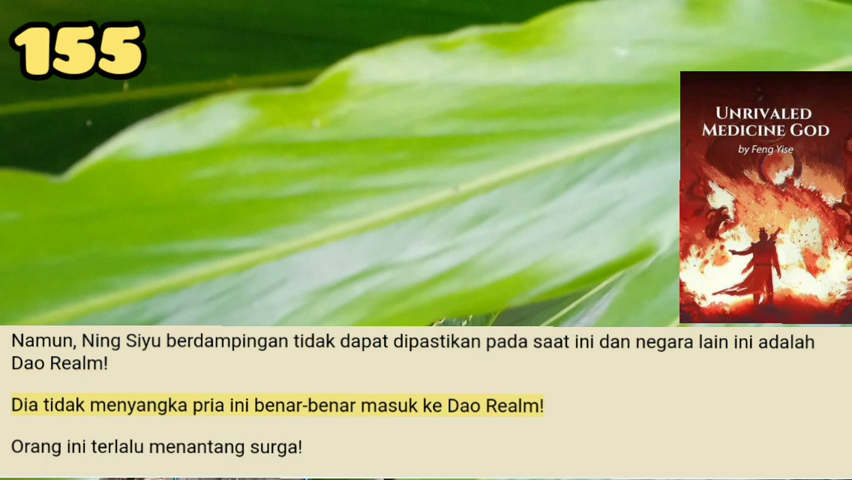 155
UNRIVALED
MEDICINE GOD
by Feng Yise
Namun, Ning Siyu berdampingan tidak dapat dipastikan pada saat ini dan negara lain ini adalah
Dao Realm!
Dia tidak menyangka pria ini benar-benar masuk ke Dao Realm!
Orang ini terlalu menantang surga!